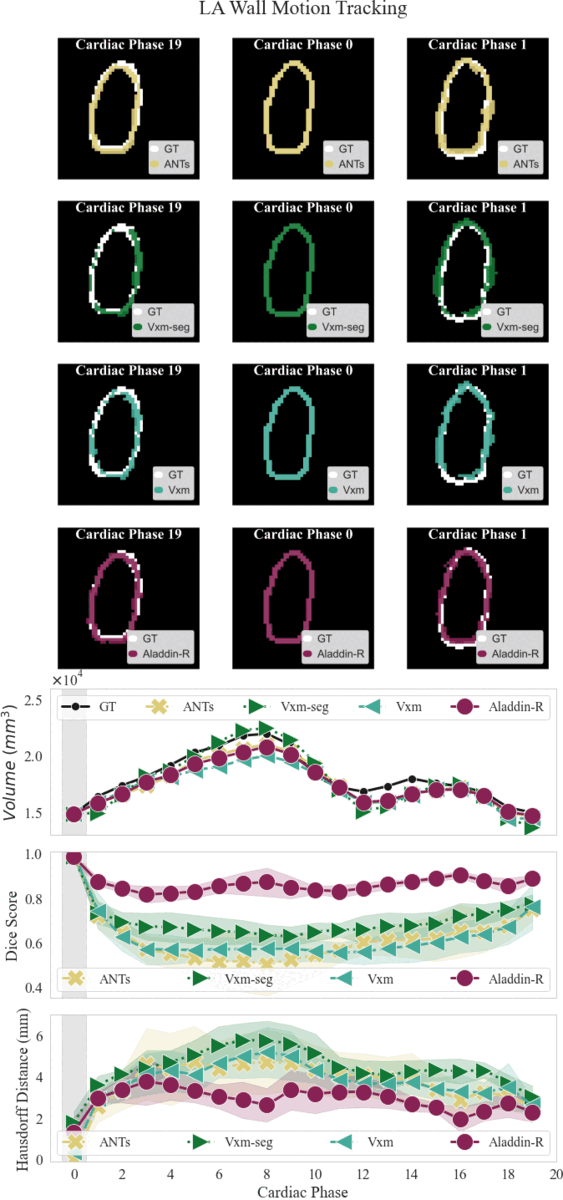 LA Wall Motion Tracking
Cardiac Phase 19 Cardiac Phase 0 Cardiac Phase 1
GT GT GT
ANTs ANTs ANTs
Cardiac Phase 19 Cardiac Phase 0 Cardiac Phase 1
GT GT GT
Vxm-seg Vxm-seg Vxm-seg
Cardiac Phase 19 Cardiac Phase 0 Cardiac Phase 1
GT GT GT
Vxm Vxm Vxm
Cardiac Phase 19 Cardiac Phase 0 Cardiac Phase 1
GT GT GT
Aladdin-R Aladdin-R Aladdin-R
×10⁴
2.5
GT ANTs Vxm-seg Vxm Aladdin-R
Volume (mm³)
2.0
1.5
1.0
0.8
Dice Score
0.6
0.4
ANTs Vxm-seg Vxm Aladdin-R
6
4
Hausdorff Distance (mm)
2
ANTs Vxm-seg Vxm Aladdin-R
0
0 2 4 6 8 10 12 14 16 18 20
Cardiac Phase